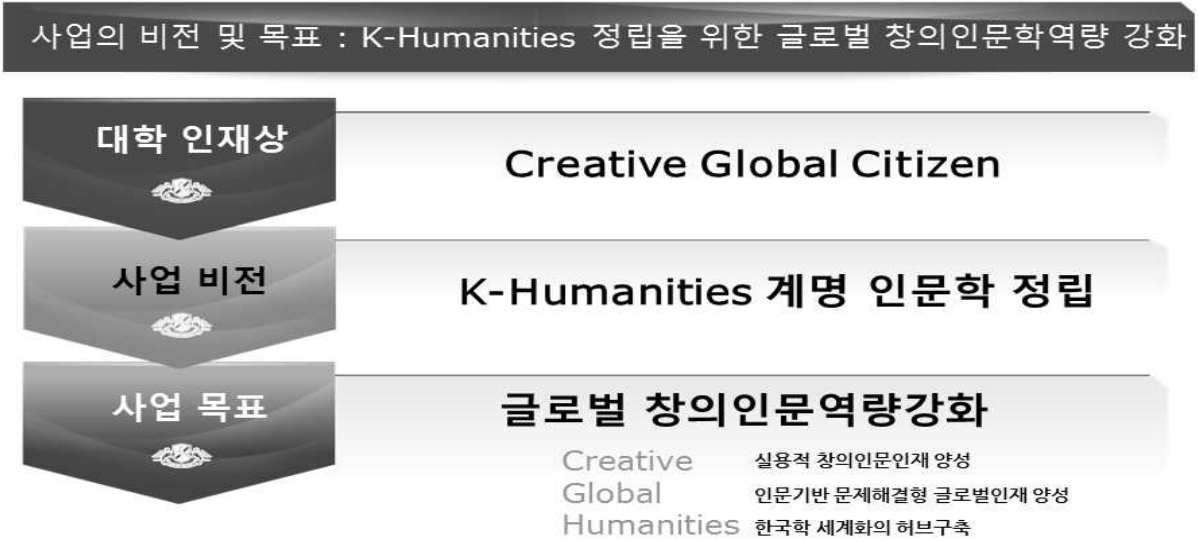 사업의 비전 및 목표 : K-Humanities 정립을 위한 글로벌 창의인문학역량 강화
대학 인재상
Creative Global Citizen
사업 비전
K-Humanities 계명 인문학 정립
사업 목표
글로벌 창의인문역량강화
Creative 실용적 창의인문인재 양성
Global 인문기반 문제해결형 글로벌인재 양성
Humanities 한국학 세계화의 허브구축